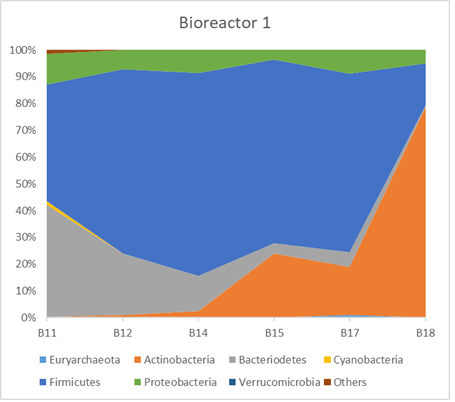 Bioreactor 1
100%
90%
80%
70%
60%
50%
40%
30%
20%
10%
0%
B11 B12 B14 B15 B17 B18
Euryarchaeota Actinobacteria Bacteriodetes Cyanobacteria
Firmicutes Proteobacteria Verrucomicrobia Others